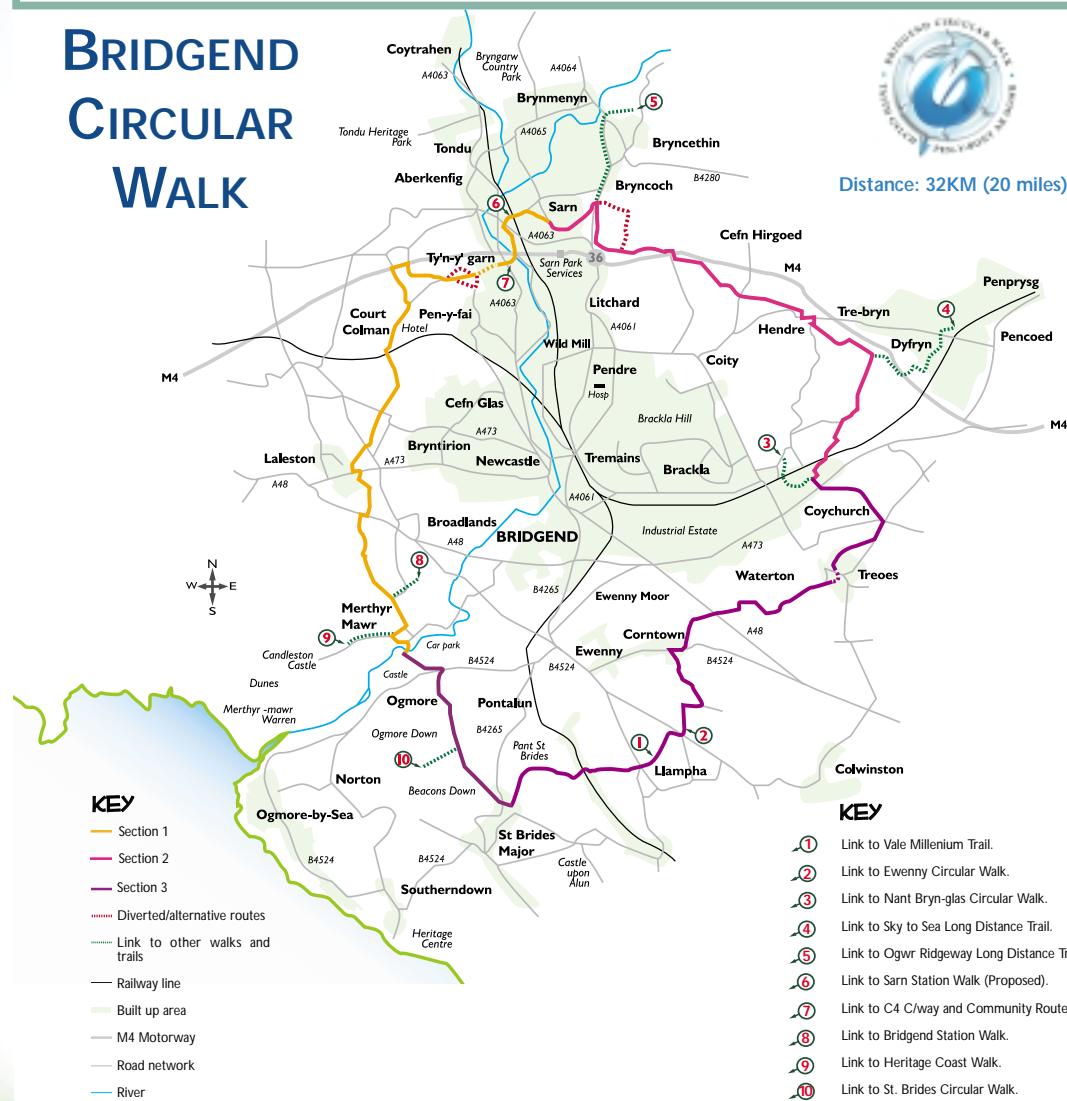 BRIDGEND
CIRCULAR
WALK
Distance: 32KM (20 miles)
BRIDGEND CIRCULAR WALK
Coytrahen
A4063
Bryngarw
Country
Park
A4064
Brynmenyn
5
Tondu Heritage
Park
A4065
Tondu
Bryncethin
Aberkenfig
Bryncoch
B4280
6
Sarn
A4063
Cefn Hirgoed
Ty'n-y' garn
Sarn Park
Services
36
M4
7
A4063
Penprysg
Court
Colman
Hotel
Pen-y-fai
Litchard
A4061
Tre-bryn
4
Hendre
Dyfryn
Pencoed
Wild Mill
Coity
M4
Pendre
Hosp
Cefn Glas
Brackla Hill
A473
M4
Bryntirion
3
Laleston
A473
Newcastle
Tremains
Brackla
A48
A4061
Coychurch
Broadlands
Industrial Estate
A48
BRIDGEND
A473
8
Waterton
Treoes
N
W
E
S
B4265
Ewenny Moor
Merthyr
Mawr
9
Corntown
A48
Car park
Candleston
Castle
Ewenny
B4524
B4524
B4524
Castle
Dunes
Ogmore
Pontalun
Merthyr -mawr
Warren
B4265
Ogmore Down
Pant St
Brides
1
2
10
Llampha
Norton
Colwinston
Beacons Down
Ogmore-by-Sea
St Brides
Major
B4524
B4524
Castle
upon
Alun
Southerndown
Heritage
Centre
KEY
Section 1
Section 2
Section 3
Diverted/alternative routes
Link to other walks and
trails
Railway line
Built up area
M4 Motorway
Road network
River
KEY
1 Link to Vale Millenium Trail.
2 Link to Ewenny Circular Walk.
3 Link to Nant Bryn-glas Circular Walk.
4 Link to Sky to Sea Long Distance Trail.
5 Link to Ogwr Ridgeway Long Distance Tr
6 Link to Sarn Station Walk (Proposed).
7 Link to C4 C/way and Community Route
8 Link to Bridgend Station Walk.
9 Link to Heritage Coast Walk.
10 Link to St. Brides Circular Walk.